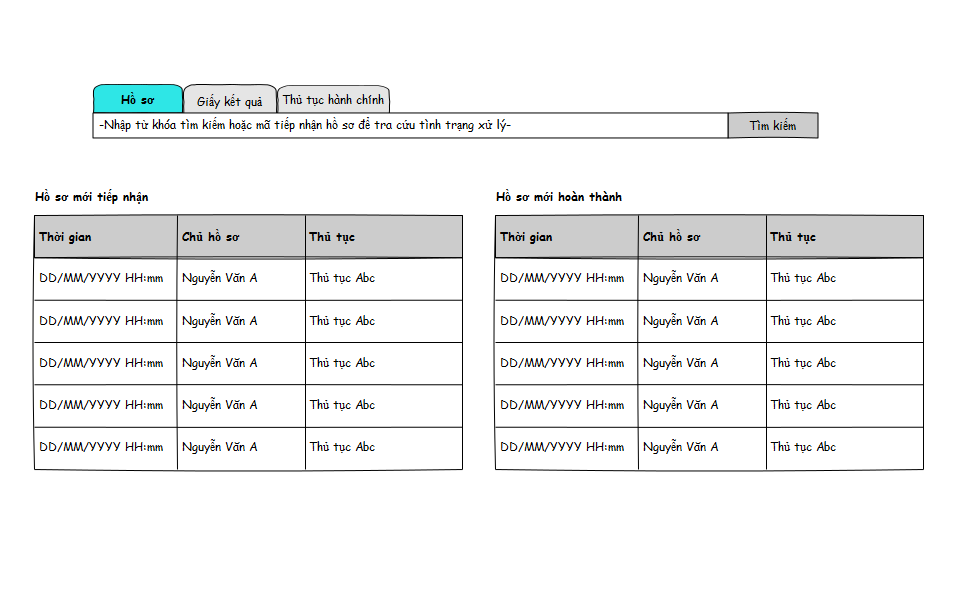 Hồ sơ
Giấy kết quả
Thủ tục hành chính
-Nhập từ khóa tìm kiếm hoặc mã tiếp nhận hồ sơ để tra cứu tình trạng xử lý-
Tìm kiếm
Hồ sơ mới tiếp nhận
Thời gian Chủ hồ sơ Thủ tục
DD/MM/YYYY HH:mm Nguyễn Văn A Thủ tục Abc
DD/MM/YYYY HH:mm Nguyễn Văn A Thủ tục Abc
DD/MM/YYYY HH:mm Nguyễn Văn A Thủ tục Abc
DD/MM/YYYY HH:mm Nguyễn Văn A Thủ tục Abc
DD/MM/YYYY HH:mm Nguyễn Văn A Thủ tục Abc
Hồ sơ mới hoàn thành
Thời gian Chủ hồ sơ Thủ tục
DD/MM/YYYY HH:mm Nguyễn Văn A Thủ tục Abc
DD/MM/YYYY HH:mm Nguyễn Văn A Thủ tục Abc
DD/MM/YYYY HH:mm Nguyễn Văn A Thủ tục Abc
DD/MM/YYYY HH:mm Nguyễn Văn A Thủ tục Abc
DD/MM/YYYY HH:mm Nguyễn Văn A Thủ tục Abc